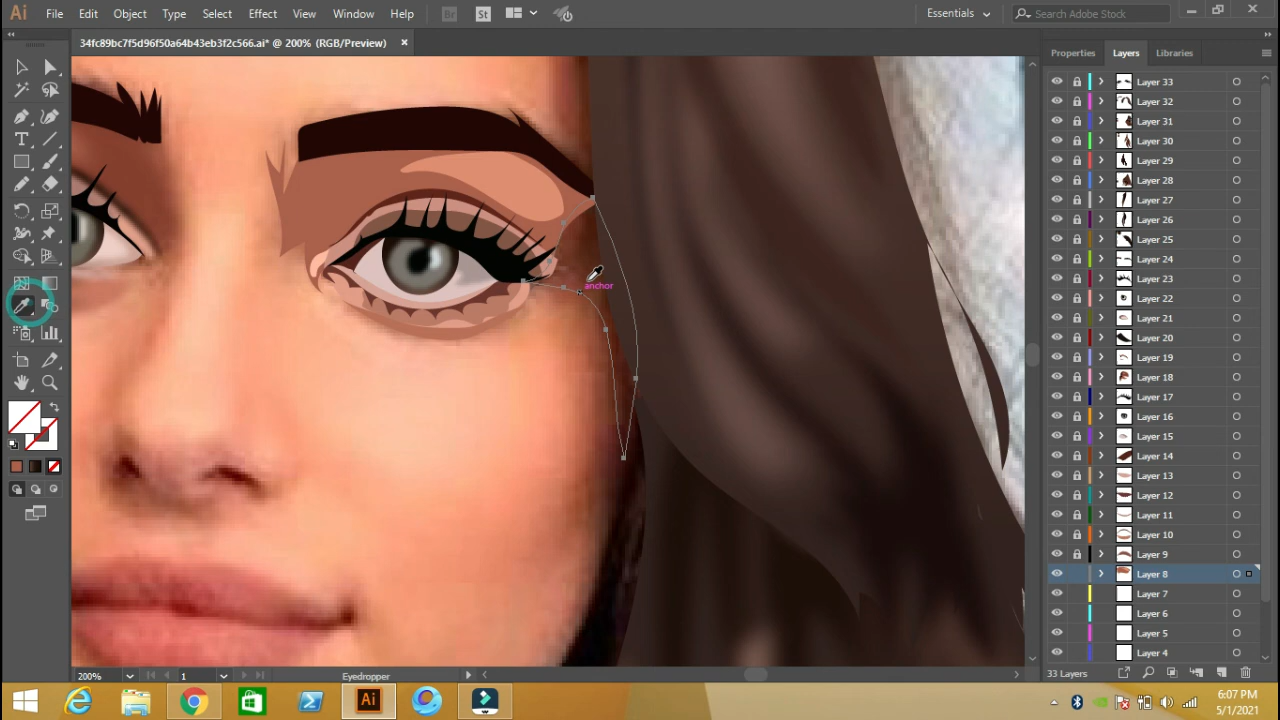 Ai File Edit Object Type Select Effect View Window Help Br St Essentials Search Adobe Stock
34fc89bc7f5d96f50a64b43eb3f2c566.ai* @ 200% (RGB/Preview)
Properties Layers Libraries
Layer 33
Layer 32
Layer 31
Layer 30
Layer 29
Layer 28
Layer 27
Layer 26
Layer 25
Layer 24
Layer 23
Layer 22
Layer 21
Layer 20
Layer 19
Layer 18
Layer 17
Layer 16
Layer 15
Layer 14
Layer 13
Layer 12
Layer 11
Layer 10
Layer 9
Layer 8
Layer 7
Layer 6
Layer 5
Layer 4
anchor
200% 1 Eyedropper 33 Layers
Ai
6:07 PM
5/1/2021